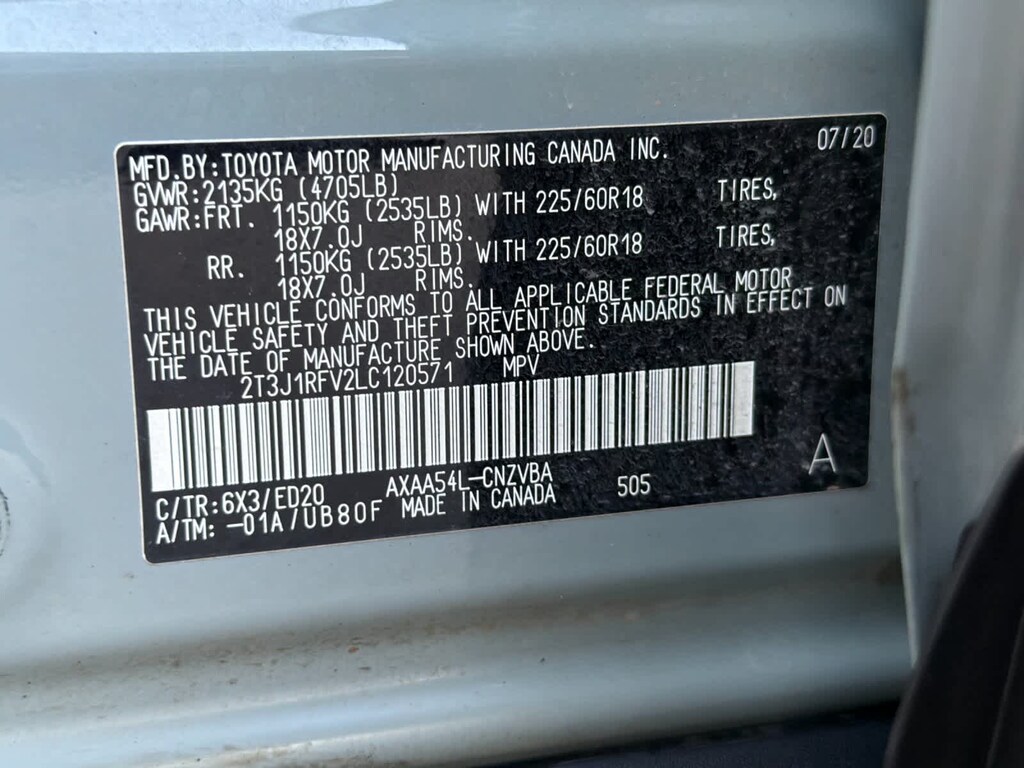 07/20
MFD.BY:TOYOTA MOTOR MANUFACTURING CANADA INC.
GVWR:2135KG (4705LB)
GAWR:FRT. 1150KG (2535LB) WITH 225/60R18 TIRES,
18X7.0J RIMS.
RR. 1150KG (2535LB) WITH 225/60R18 TIRES,
18X7.0J RIMS.
THIS VEHICLE CONFORMS TO ALL APPLICABLE FEDERAL MOTOR
VEHICLE SAFETY AND THEFT PREVENTION STANDARDS IN EFFECT ON
THE DATE OF MANUFACTURE SHOWN ABOVE.
2T3J1RFV2LC120571 MPV
A
C/TR:6X3/ED20 AXAA54L-CNZVBA 505
A/TM:-01A/UB80F MADE IN CANADA